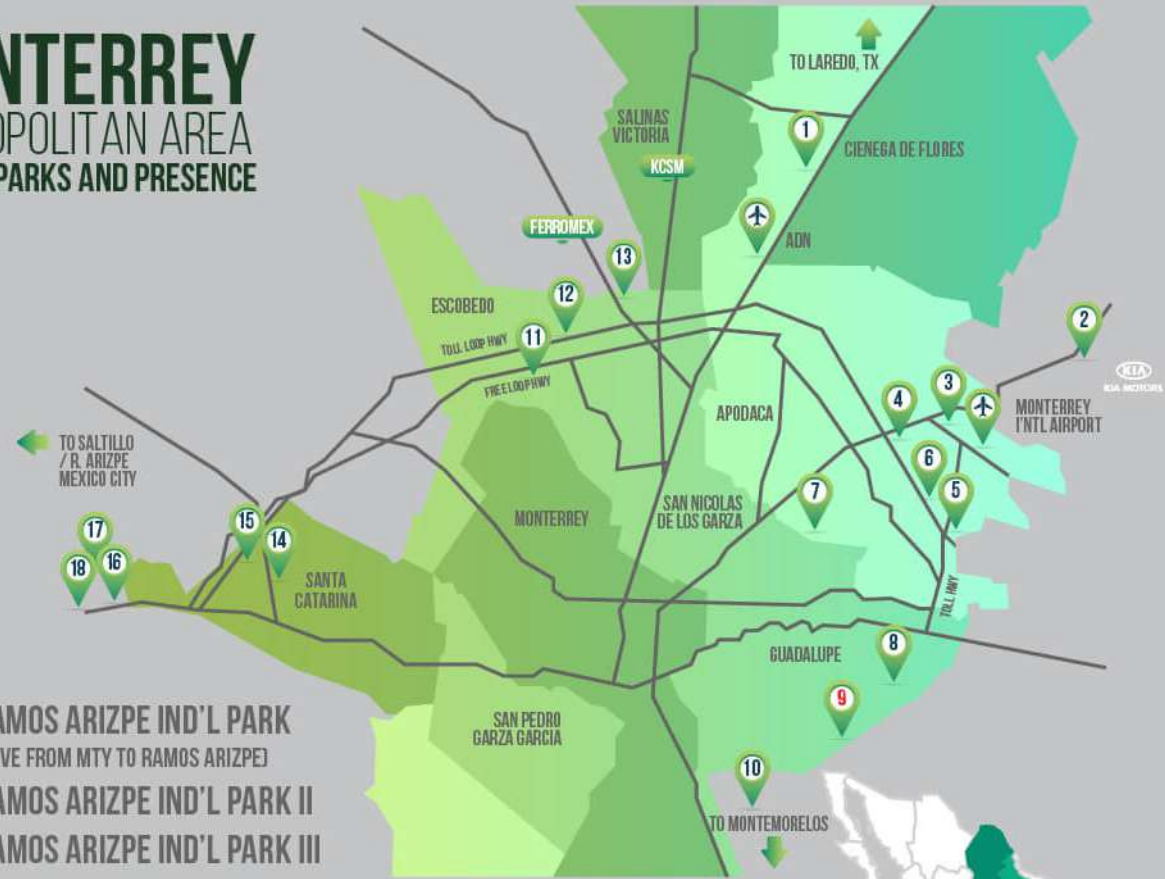 NTERREY
OPOLITAN AREA
PARKS AND PRESENCE
TO LAREDO, TX
SALINAS
VICTORIA
1
CIENEGA DE FLORES
KCSM
FERROMEX
ADN
13
12
ESCOBEDO
11
TOLL LOOP HWY
FREE LOOP HWY
2
KIA
KIA MOTORS
3
4
APODACA
MONTERREY
I'NTL AIRPORT
TO SALTILLO
/ R. ARIZPE
MEXICO CITY
6
5
7
SAN NICOLAS
DE LOS GARZA
MONTERREY
15
14
17
16
18
SANTA
CATARINA
TOLL HWY
GUADALUPE
8
9
SAN PEDRO
GARZA GARCIA
10
TO MONTEMORELOS
AMOS ARIZPE IND'L PARK
VE FROM MTY TO RAMOS ARIZPE)
AMOS ARIZPE IND'L PARK II
AMOS ARIZPE IND'L PARK III